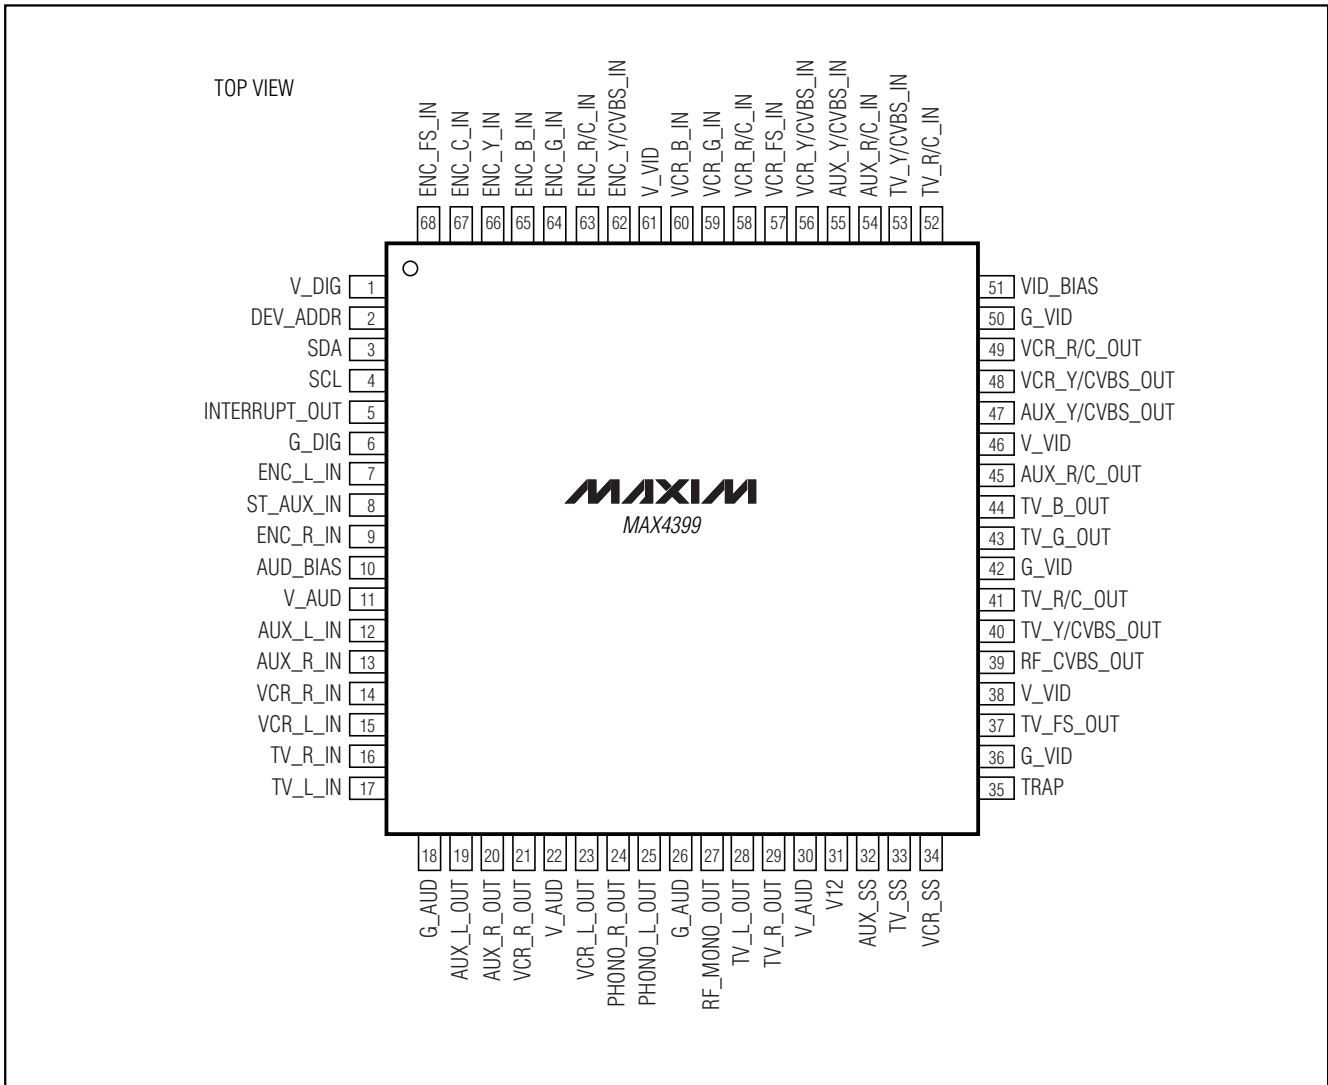 TOP VIEW
ENC_FS_IN
ENC_C_IN
ENC_Y_IN
ENC_B_IN
ENC_G_IN
ENC_R/C_IN
ENC_Y/CVBS_IN
V_VID
VCR_B_IN
VCR_G_IN
VCR_R/C_IN
VCR_FS_IN
VCR_Y/CVBS_IN
AUX_Y/CVBS_IN
AUX_R/C_IN
TV_Y/CVBS_IN
TV_R/C_IN
68 67 66 65 64 63 62 61 60 59 58 57 56 55 54 53 52
V_DIG 1
DEV_ADDR 2
SDA 3
SCL 4
INTERRUPT_OUT 5
G_DIG 6
ENC_L_IN 7
ST_AUX_IN 8
ENC_R_IN 9
AUD_BIAS 10
V_AUD 11
AUX_L_IN 12
AUX_R_IN 13
VCR_R_IN 14
VCR_L_IN 15
TV_R_IN 16
TV_L_IN 17
MAXIM
MAX4399
51 VID_BIAS
50 G_VID
49 VCR_R/C_OUT
48 VCR_Y/CVBS_OUT
47 AUX_Y/CVBS_OUT
46 V_VID
45 AUX_R/C_OUT
44 TV_B_OUT
43 TV_G_OUT
42 G_VID
41 TV_R/C_OUT
40 TV_Y/CVBS_OUT
39 RF_CVBS_OUT
38 V_VID
37 TV_FS_OUT
36 G_VID
35 TRAP
18 19 20 21 22 23 24 25 26 27 28 29 30 31 32 33 34
G_AUD
AUX_L_OUT
AUX_R_OUT
VCR_R_OUT
V_AUD
VCR_L_OUT
PHONO_R_OUT
PHONO_L_OUT
G_AUD
RF_MONO_OUT
TV_L_OUT
TV_R_OUT
V_AUD
V12
AUX_SS
TV_SS
VCR_SS